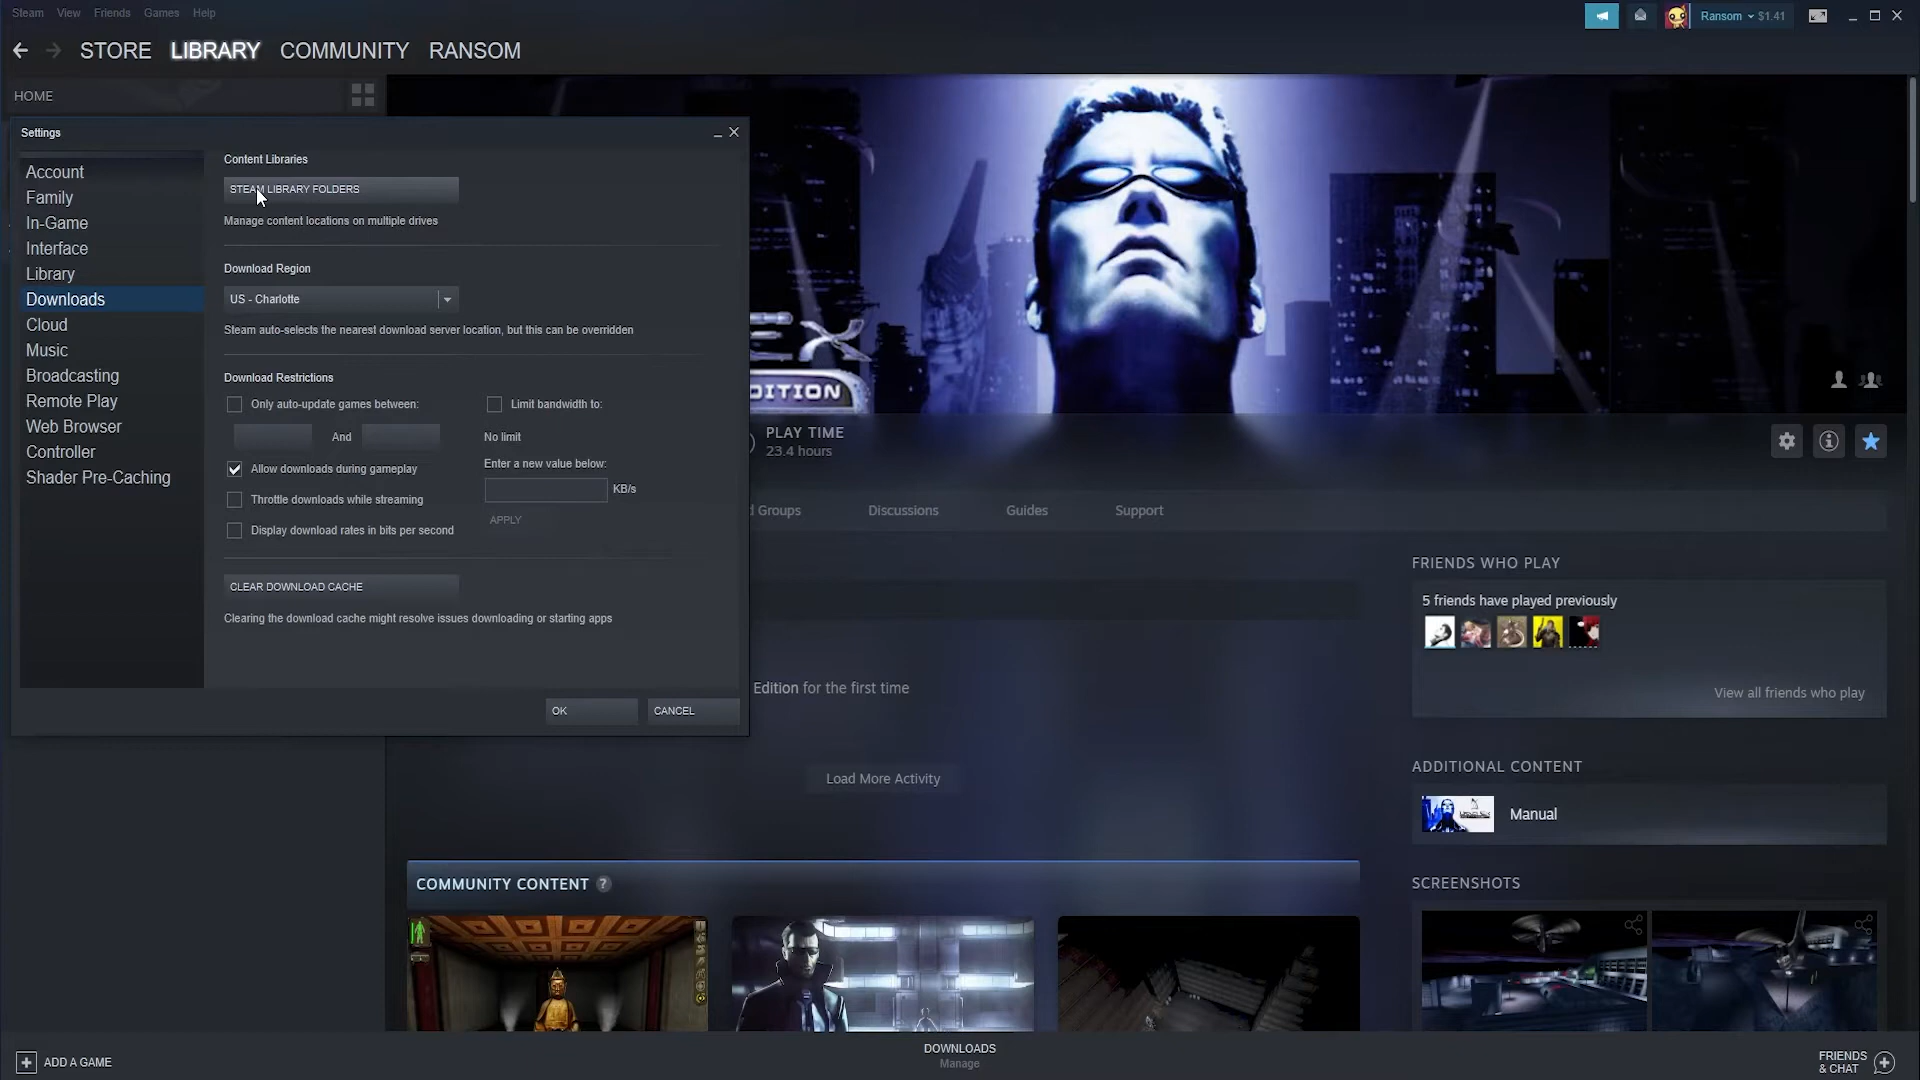 Steam View Friends Games Help
Ransom $1.41
STORE LIBRARY COMMUNITY RANSOM
HOME
Settings
Account
Family
In-Game
Interface
Library
Downloads
Cloud
Music
Broadcasting
Remote Play
Web Browser
Controller
Shader Pre-Caching
Content Libraries
STEAM LIBRARY FOLDERS
Manage content locations on multiple drives
Download Region
US - Charlotte
Steam auto-selects the nearest download server location, but this can be overridden
Download Restrictions
Only auto-update games between:
And
Allow downloads during gameplay
Throttle downloads while streaming
Display download rates in bits per second
Limit bandwidth to:
No limit
Enter a new value below:
KB/s
APPLY
CLEAR DOWNLOAD CACHE
Clearing the download cache might resolve issues downloading or starting apps
OK CANCEL
EX
DITION
PLAY TIME
23.4 hours
d Groups Discussions Guides Support
Edition for the first time
Load More Activity
FRIENDS WHO PLAY
5 friends have played previously
View all friends who play
ADDITIONAL CONTENT
Manual
COMMUNITY CONTENT ?
SCREENSHOTS
ADD A GAME
DOWNLOADS
Manage
FRIENDS
& CHAT